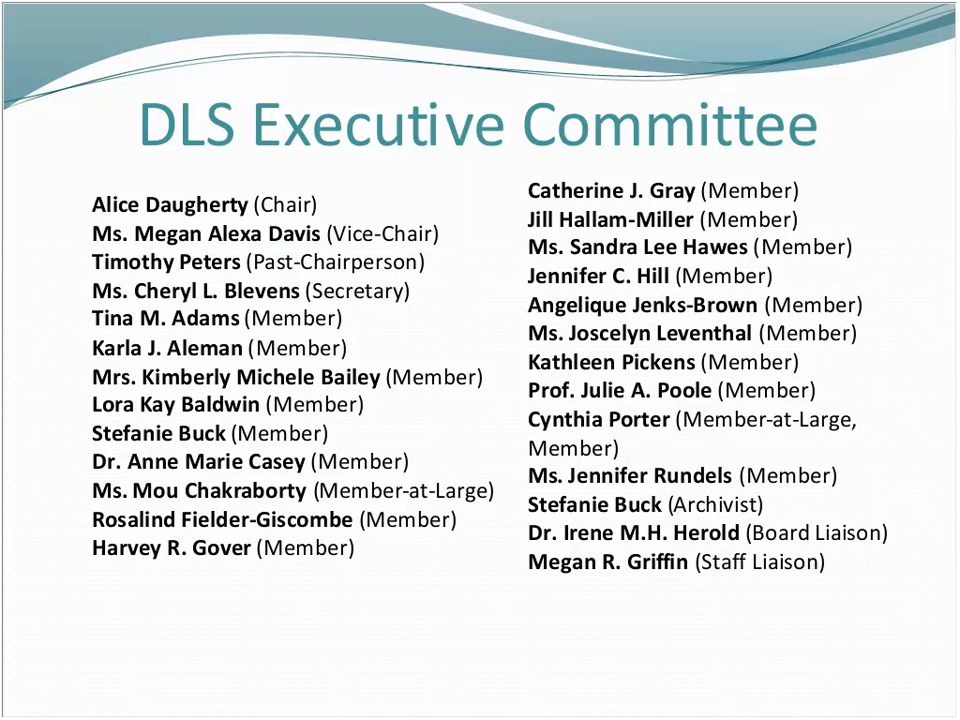 DLS Executive Committee
Alice Daugherty (Chair)
Ms. Megan Alexa Davis (Vice-Chair)
Timothy Peters (Past-Chairperson)
Ms. Cheryl L. Blevens (Secretary)
Tina M. Adams (Member)
Karla J. Aleman (Member)
Mrs. Kimberly Michele Bailey (Member)
Lora Kay Baldwin (Member)
Stefanie Buck (Member)
Dr. Anne Marie Casey (Member)
Ms. Mou Chakraborty (Member-at-Large)
Rosalind Fielder-Giscombe (Member)
Harvey R. Gover (Member)
Catherine J. Gray (Member)
Jill Hallam-Miller (Member)
Ms. Sandra Lee Hawes (Member)
Jennifer C. Hill (Member)
Angelique Jenks-Brown (Member)
Ms. Joscelyn Leventhal (Member)
Kathleen Pickens (Member)
Prof. Julie A. Poole (Member)
Cynthia Porter (Member-at-Large,
Member)
Ms. Jennifer Rundels (Member)
Stefanie Buck (Archivist)
Dr. Irene M.H. Herold (Board Liaison)
Megan R. Griffin (Staff Liaison)